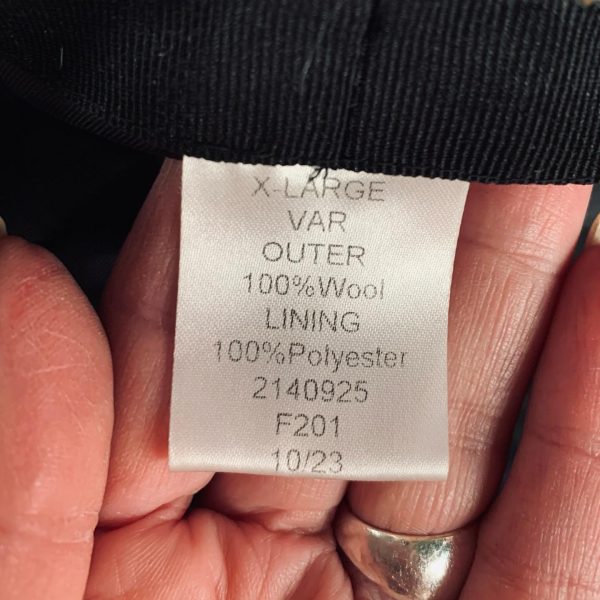 X-LARGE
VAR
OUTER
100%Wool
LINING
100%Polyester
2140925
F201
10/23